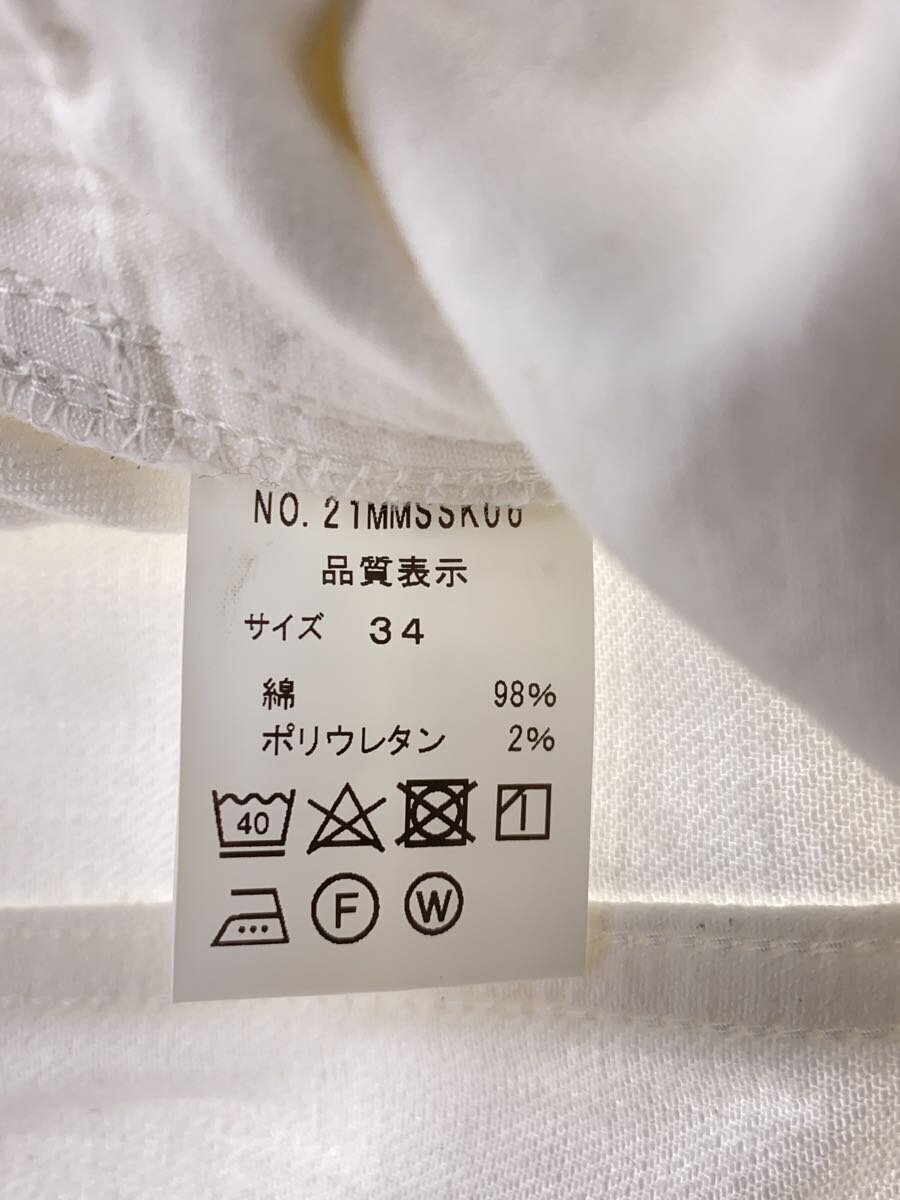 NO. 21MMSSK06
品質表示
サイズ 34
綿 98%
ポリウレタン 2%
40
F W